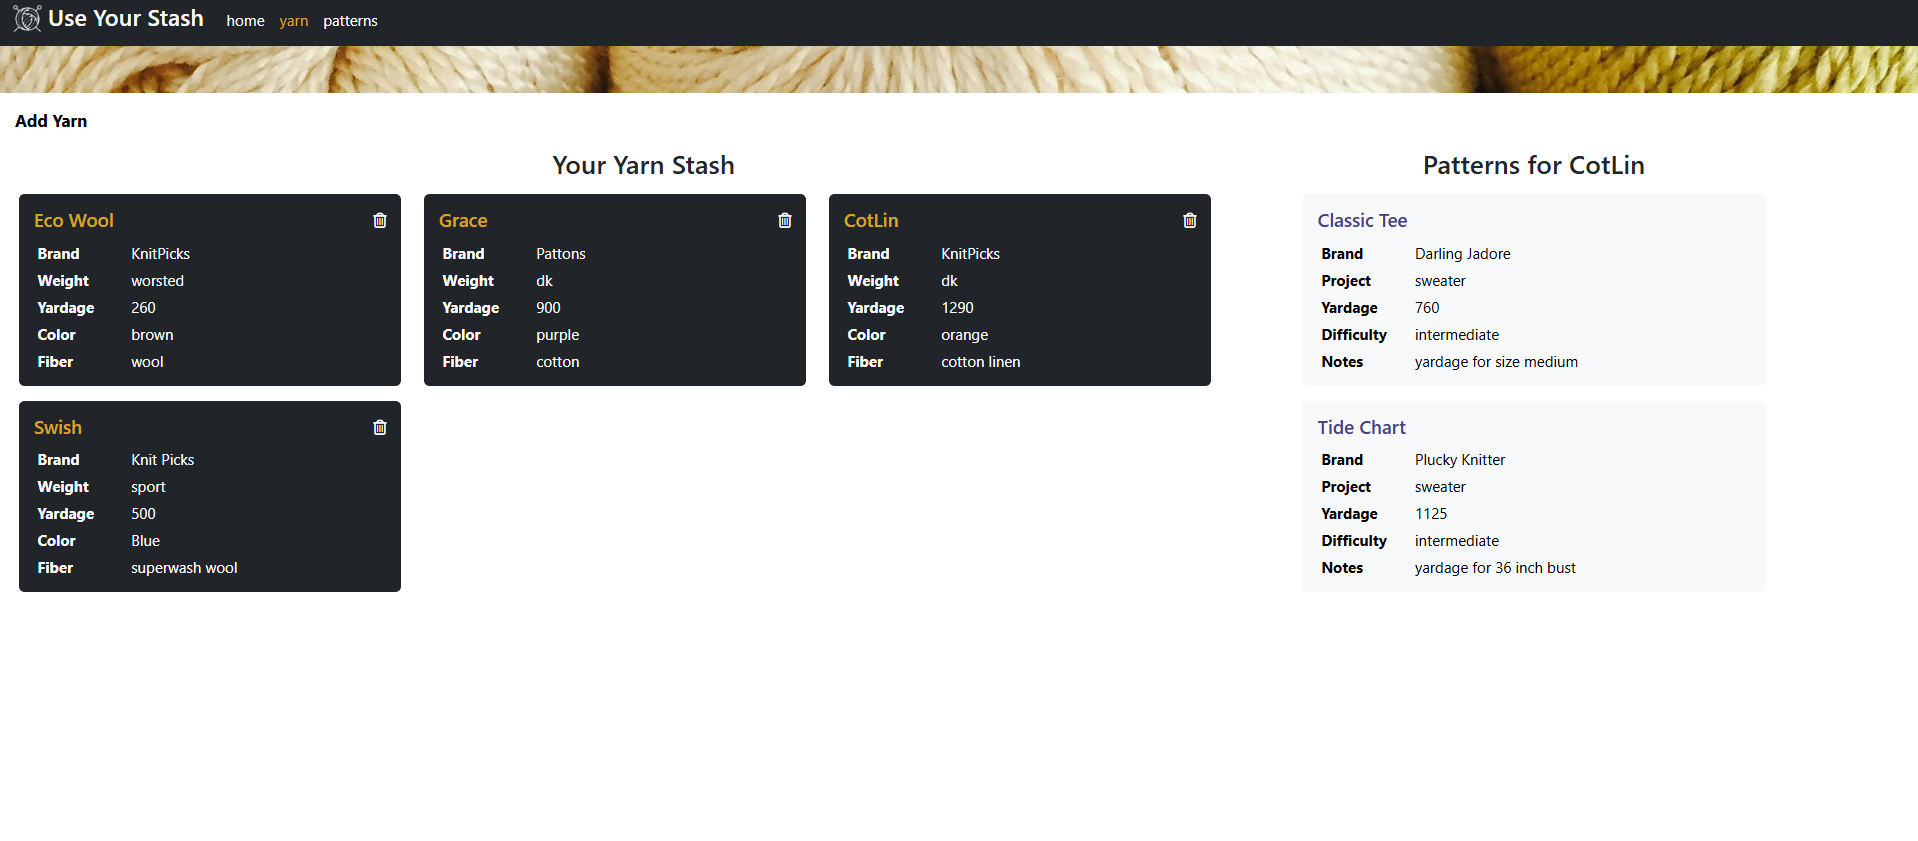 Use Your Stash home yarn patterns
Add Yarn
Your Yarn Stash
Eco Wool
Brand KnitPicks
Weight worsted
Yardage 260
Color brown
Fiber wool
Grace
Brand Pattons
Weight dk
Yardage 900
Color purple
Fiber cotton
CotLin
Brand KnitPicks
Weight dk
Yardage 1290
Color orange
Fiber cotton linen
Swish
Brand Knit Picks
Weight sport
Yardage 500
Color Blue
Fiber superwash wool
Patterns for CotLin
Classic Tee
Brand Darling Jadore
Project sweater
Yardage 760
Difficulty intermediate
Notes yardage for size medium
Tide Chart
Brand Plucky Knitter
Project sweater
Yardage 1125
Difficulty intermediate
Notes yardage for 36 inch bust